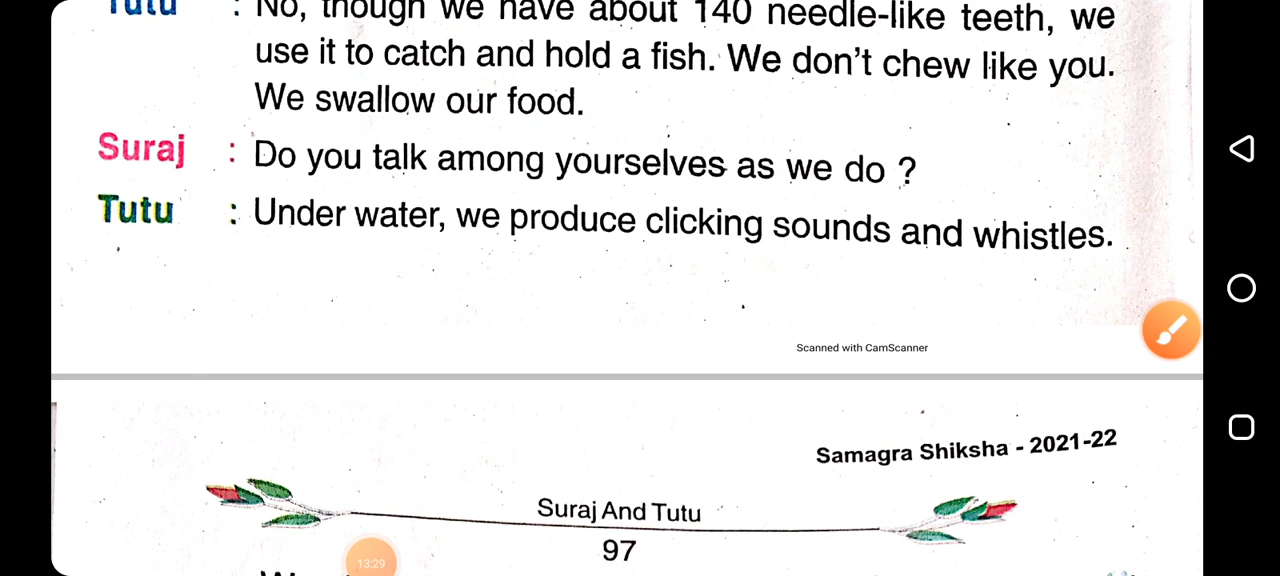 Tutu : No, though we have about 140 needle-like teeth, we
use it to catch and hold a fish. We don't chew like you.
We swallow our food.
Suraj : Do you talk among yourselves as we do ?
Tutu : Under water, we produce clicking sounds and whistles.
Scanned with CamScanner
Samagra Shiksha - 2021-22
Suraj And Tutu
97
13:29